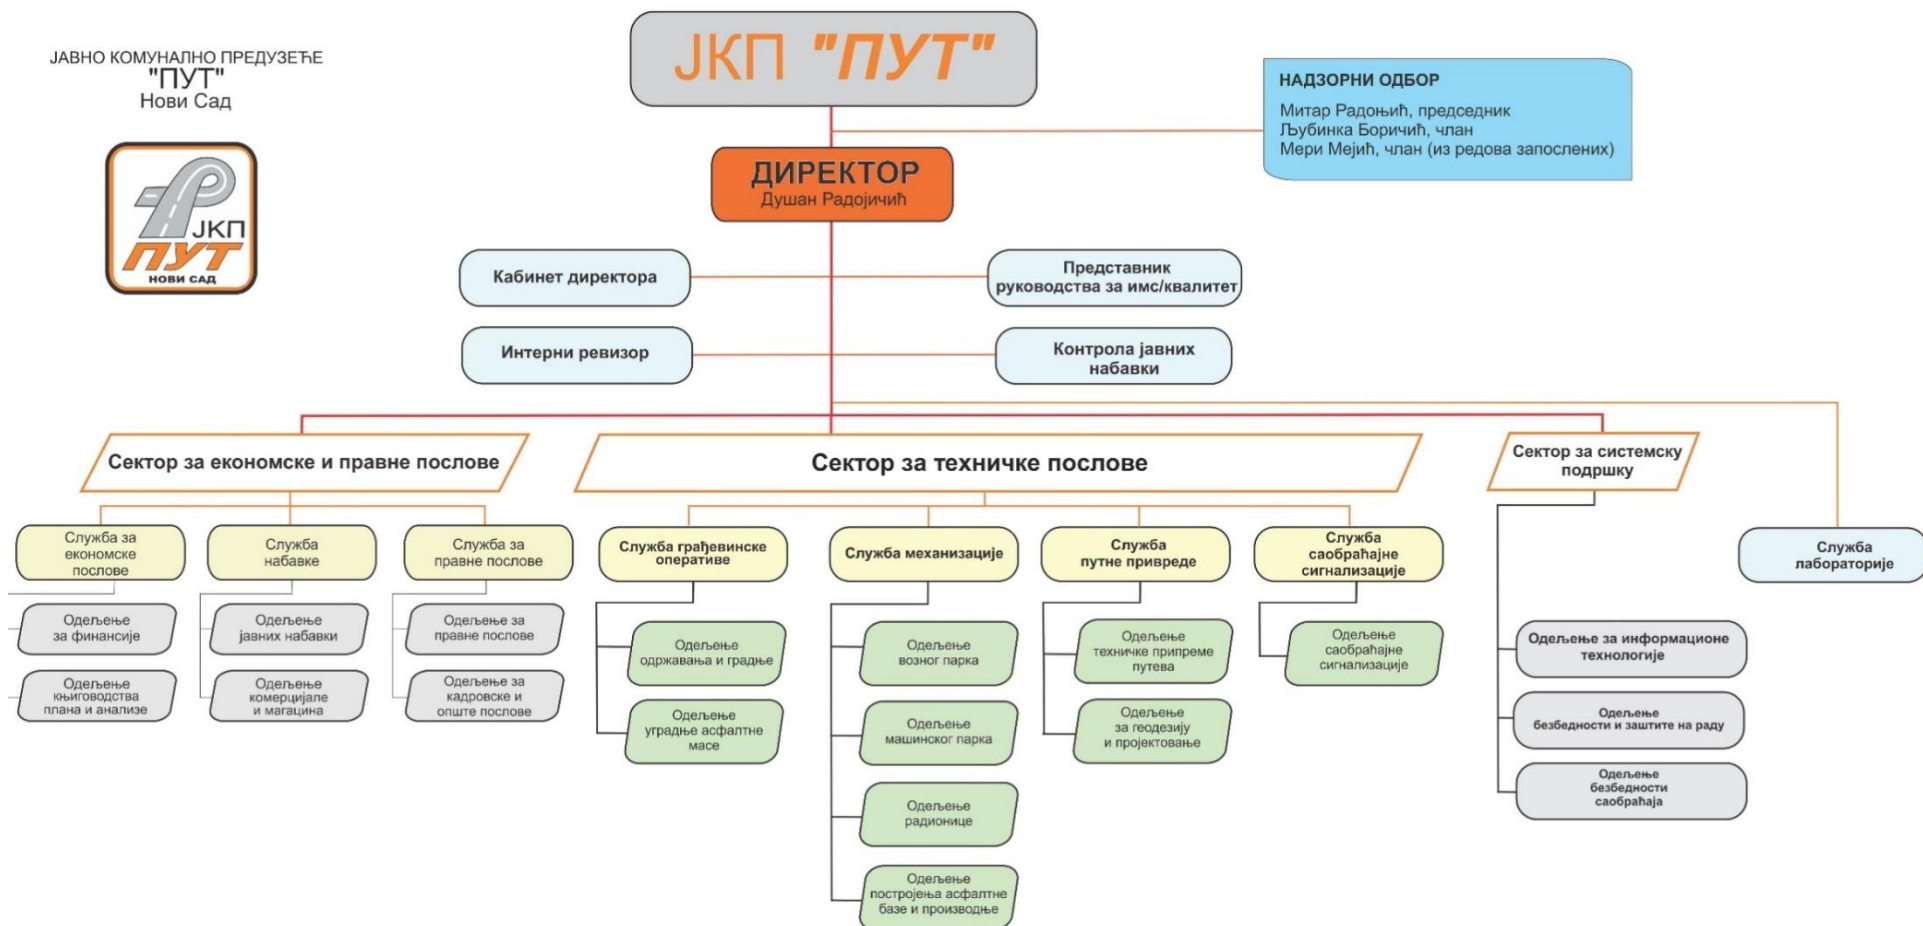 ЈАВНО КОМУНАЛНО ПРЕДУЗЕЋЕ
"ПУТ"
Нови Сад
ЈКП
ПУТ
НОВИ САД
ЈКП "ПУТ"
НАДЗОРНИ ОДБОР
Митар Радоњић, председник
Љубинка Боричић, члан
Мери Мејић, члан (из редова запослених)
ДИРЕКТОР
Душан Радојичић
Кабинет директора
Представник
руководства за имс/квалитет
Интерни ревизор
Контрола јавних
набавки
Сектор за економске и правне послове
Сектор за техничке послове
Сектор за системску
подршку
Служба за
економске
послове
Служба
набавке
Служба за
правне послове
Служба грађевинске
оперативе
Служба механизације
Служба
путне привреде
Служба
саобраћајне
сигнализације
Служба
лабораторије
Одељење
за финансије
Одељење
јавних набавки
Одељење за
правне послове
Одељење
књиговодства
плана и анализе
Одељење
комерцијале
и магацина
Одељење за
кадровске и
опште послове
Одељење
одржавања и градње
Одељење
уградње асфалтне
масе
Одељење
возног парка
Одељење
машинског парка
Одељење
радионице
Одељење
постројења асфалтне
базе и производње
Одељење
техничке припреме
путева
Одељење
за геодезију
и пројектовање
Одељење
саобраћајне
сигнализације
Одељење за информационе
технологије
Одељење
безбедности и заштите на раду
Одељење
безбедности
саобраћаја